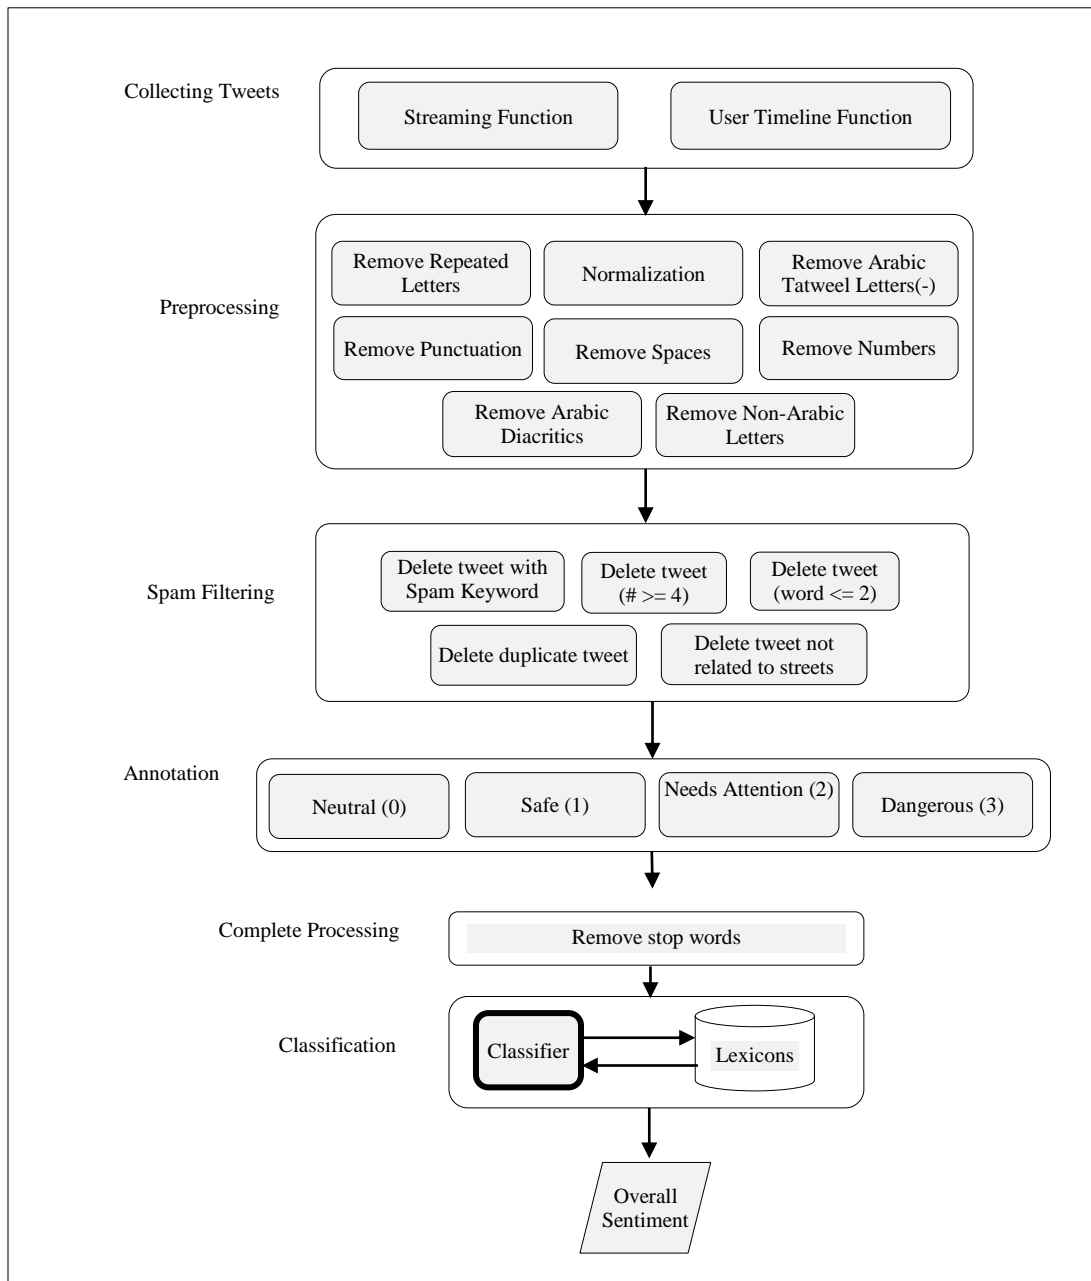 Collecting Tweets
Streaming Function
User Timeline Function
Preprocessing
Remove Repeated
Letters
Normalization
Remove Arabic
Tatweel Letters(-)
Remove Punctuation
Remove Spaces
Remove Numbers
Remove Arabic
Diacritics
Remove Non-Arabic
Letters
Spam Filtering
Delete tweet with
Spam Keyword
Delete tweet
(# >= 4)
Delete tweet
(word <= 2)
Delete duplicate tweet
Delete tweet not
related to streets
Annotation
Neutral (0)
Safe (1)
Needs Attention (2)
Dangerous (3)
Complete Processing
Remove stop words
Classification
Classifier
Lexicons
Overall
Sentiment